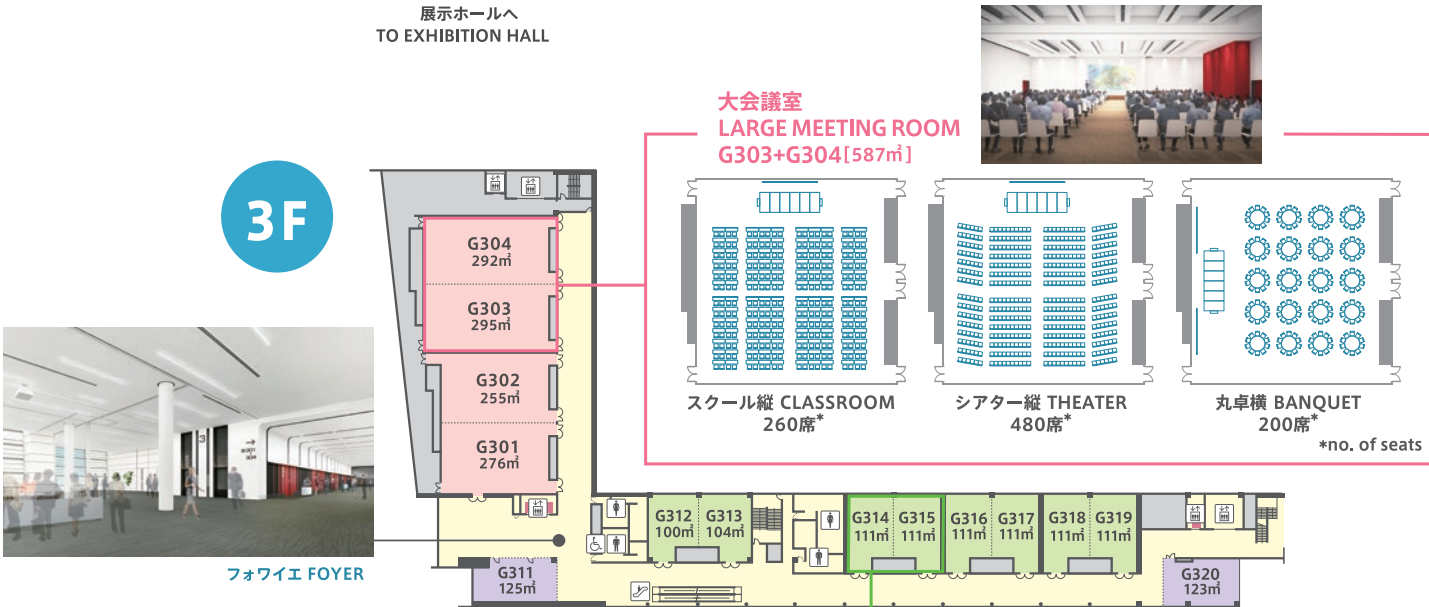 展示ホールへ
TO EXHIBITION HALL
大会議室
LARGE MEETING ROOM
G303+G304[587㎡]
3F
G304
292㎡
G303
295㎡
G302
255㎡
G301
276㎡
スクール縦 CLASSROOM
260席*
シアター縦 THEATER
480席*
丸卓横 BANQUET
200席*
*no. of seats
3
フォワイエ FOYER
G311
125㎡
G312
100㎡
G313
104㎡
G314
111㎡
G315
111㎡
G316
111㎡
G317
111㎡
G318
111㎡
G319
111㎡
G320
123㎡